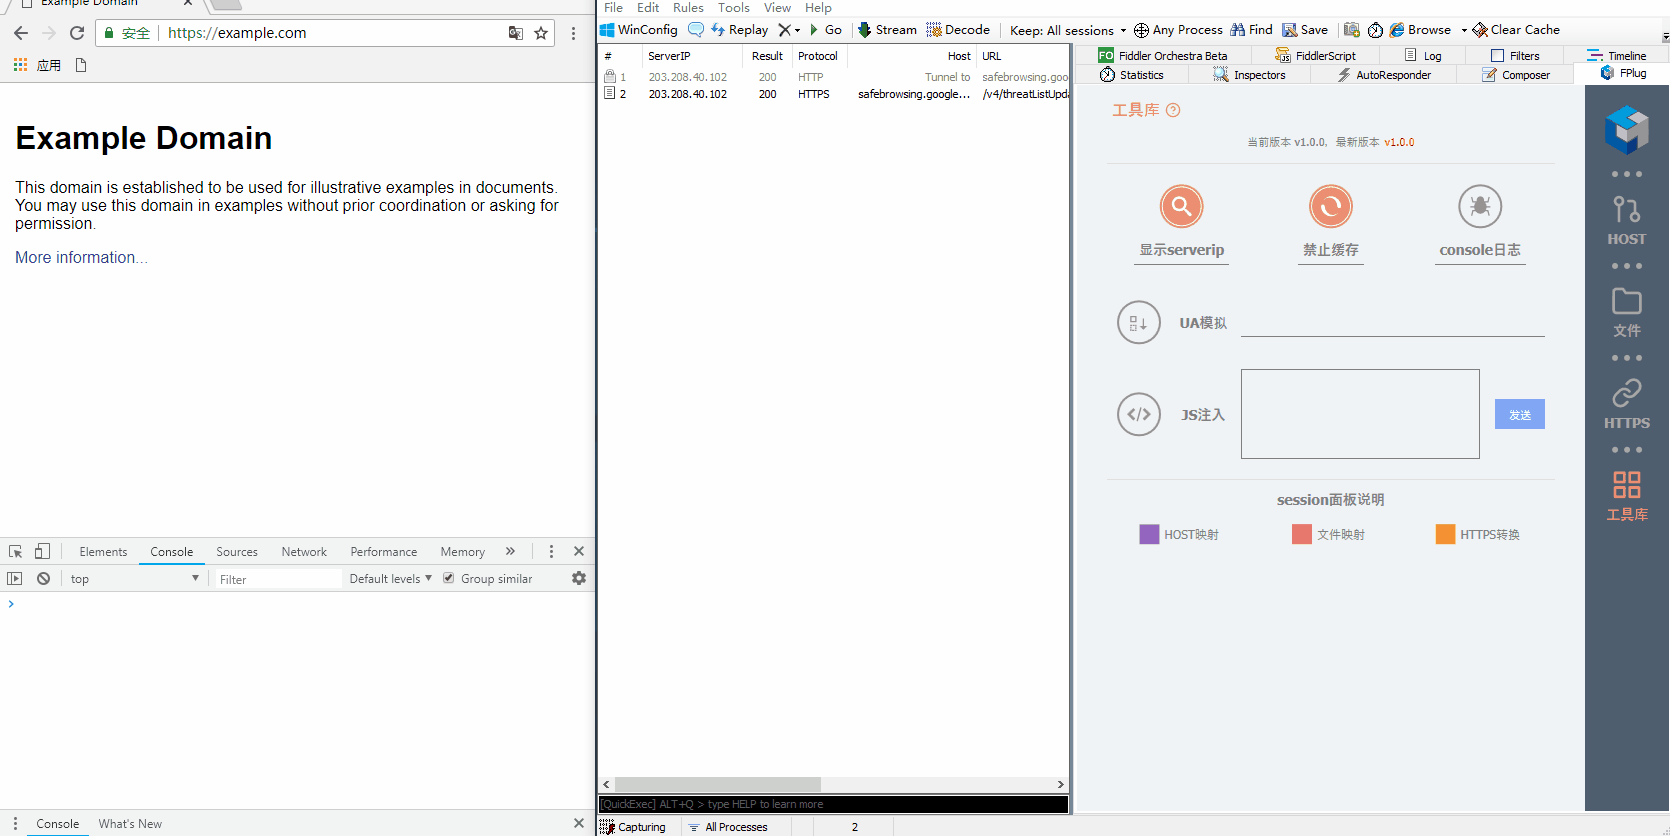 Example Domain
安全 https://example.com
应用
Example Domain
This domain is established to be used for illustrative examples in documents.
You may use this domain in examples without prior coordination or asking for
permission.
More information...
Elements Console Sources Network Performance Memory »
top Filter Default levels Group similar
Console What's New
File Edit Rules Tools View Help
WinConfig Replay Go Stream Decode Keep: All sessions Any Process Find Save Browse Clear Cache
# ServerIP Result Protocol Host URL
1 203.208.40.102 200 HTTP Tunnel to safebrowsing.goo
2 203.208.40.102 200 HTTPS safebrowsing.google... /v4/threatListUpda
[QuickExec] ALT+Q > type HELP to learn more
Capturing All Processes 2
FO Fiddler Orchestra Beta FiddlerScript Log Filters Timeline
Statistics Inspectors AutoResponder Composer FPlug
工具库
当前版本 v1.0.0, 最新版本 v1.0.0
显示serverip 禁止缓存 console日志
UA模拟
JS注入 发送
session面板说明
HOST映射 文件映射 HTTPS转换
HOST
文件
HTTPS
工具库